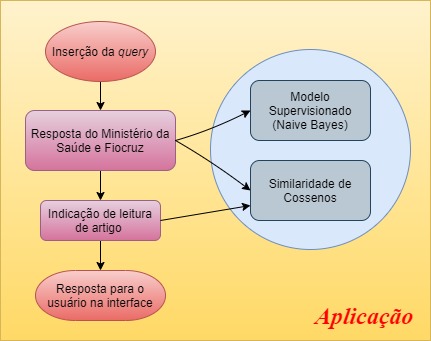 Inserção da query
Resposta do Ministério da
Saúde e Fiocruz
Modelo
Supervisionado
(Naive Bayes)
Similaridade de
Cossenos
Indicação de leitura
de artigo
Resposta para o
usuário na interface
Aplicação